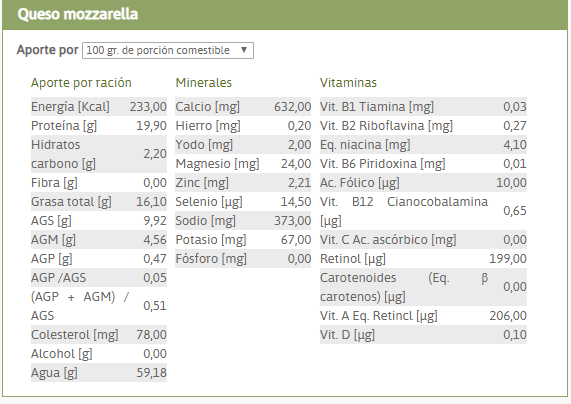 Queso mozzarella
Aporte por 100 gr. de porción comestible ▼
Aporte por ración
Energía [Kcal] 233,00
Proteína [g] 19,90
Hidratos
carbono [g] 2,20
Fibra [g] 0,00
Grasa total [g] 16,10
AGS [g] 9,92
AGM [g] 4,56
AGP [g] 0,47
AGP /AGS 0,05
(AGP + AGM) /
AGS 0,51
Colesterol [mg] 78,00
Alcohol [g] 0,00
Agua [g] 59,18
Minerales
Calcio [mg] 632,00
Hierro [mg] 0,20
Yodo [mg] 2,00
Magnesio [mg] 24,00
Zinc [mg] 2,21
Selenio [µg] 14,50
Sodio [mg] 373,00
Potasio [mg] 67,00
Fósforo [mg] 0,00
Vitaminas
Vit. B1 Tiamina [mg] 0,03
Vit. B2 Riboflavina [mg] 0,27
Eq. niacina [mg] 4,10
Vit. B6 Piridoxina [mg] 0,01
Ac. Fólico [µg] 10,00
Vit. B12 Cianocobalamina
[µg] 0,65
Vit. C Ac. ascórbico [mg] 0,00
Retinol [µg] 199,00
Carotenoides (Eq. β
carotenos) [µg] 0,00
Vit. A Eq. Retincl [µg] 206,00
Vit. D [µg] 0,10